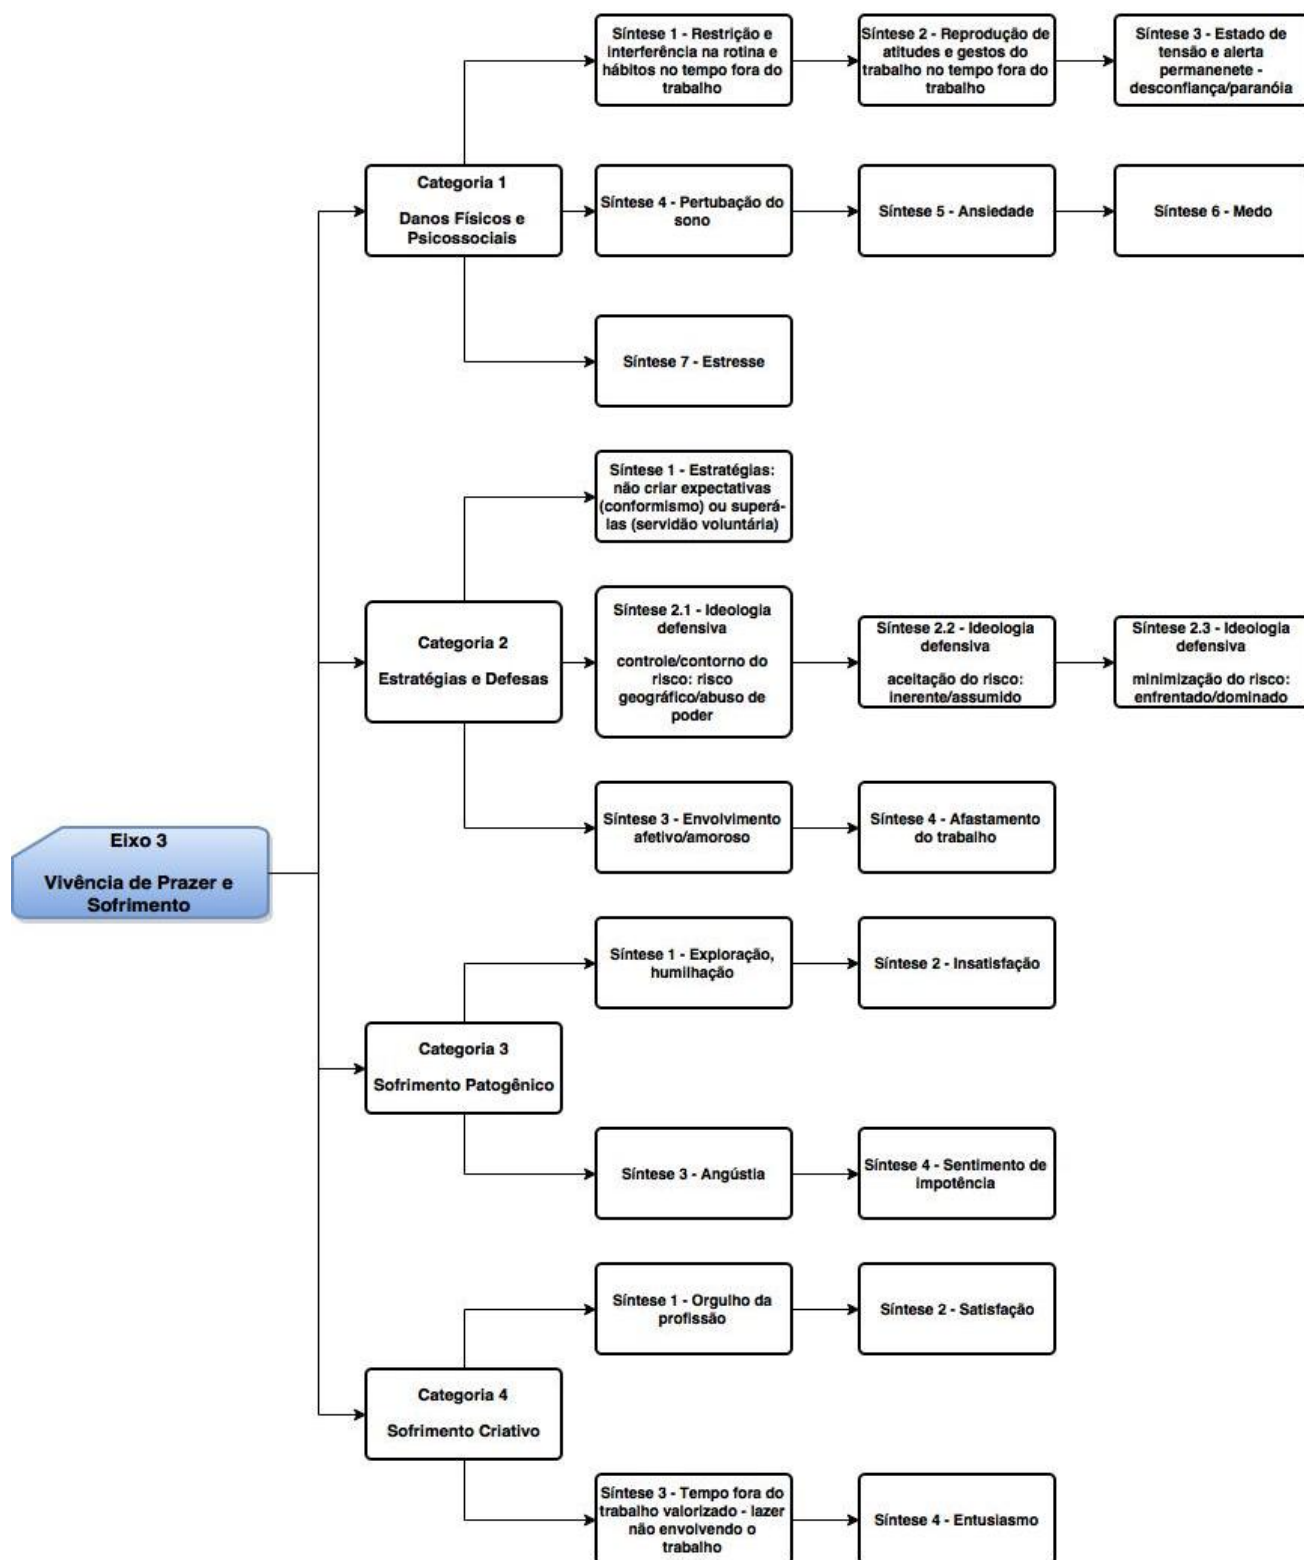 Síntese 1 - Restrição e
interferência na rotina e
hábitos no tempo fora do
trabalho
Síntese 2 - Reprodução de
atitudes e gestos do
trabalho no tempo fora do
trabalho
Síntese 3 - Estado de
tensão e alerta
permanenete -
desconfiança/paranóia
Categoria 1
Danos Físicos e
Psicossociais
Síntese 4 - Pertubação do
sono
Síntese 5 - Ansiedade
Síntese 6 - Medo
Síntese 7 - Estresse
Síntese 1 - Estratégias:
não criar expectativas
(conformismo) ou superá-
las (servidão voluntária)
Categoria 2
Estratégias e Defesas
Síntese 2.1 - Ideologia
defensiva
controle/contorno do
risco: risco
geográfico/abuso de
poder
Síntese 2.2 - Ideologia
defensiva
aceitação do risco:
inerente/assumido
Síntese 2.3 - Ideologia
defensiva
minimização do risco:
enfrentado/dominado
Síntese 3 - Envolvimento
afetivo/amoroso
Síntese 4 - Afastamento
do trabalho
Eixo 3
Vivência de Prazer e
Sofrimento
Síntese 1 - Exploração,
humilhação
Síntese 2 - Insatisfação
Categoria 3
Sofrimento Patogênico
Síntese 3 - Angústia
Síntese 4 - Sentimento de
impotência
Síntese 1 - Orgulho da
profissão
Síntese 2 - Satisfação
Categoria 4
Sofrimento Criativo
Síntese 3 - Tempo fora do
trabalho valorizado - lazer
não envolvendo o
trabalho
Síntese 4 - Entusiasmo